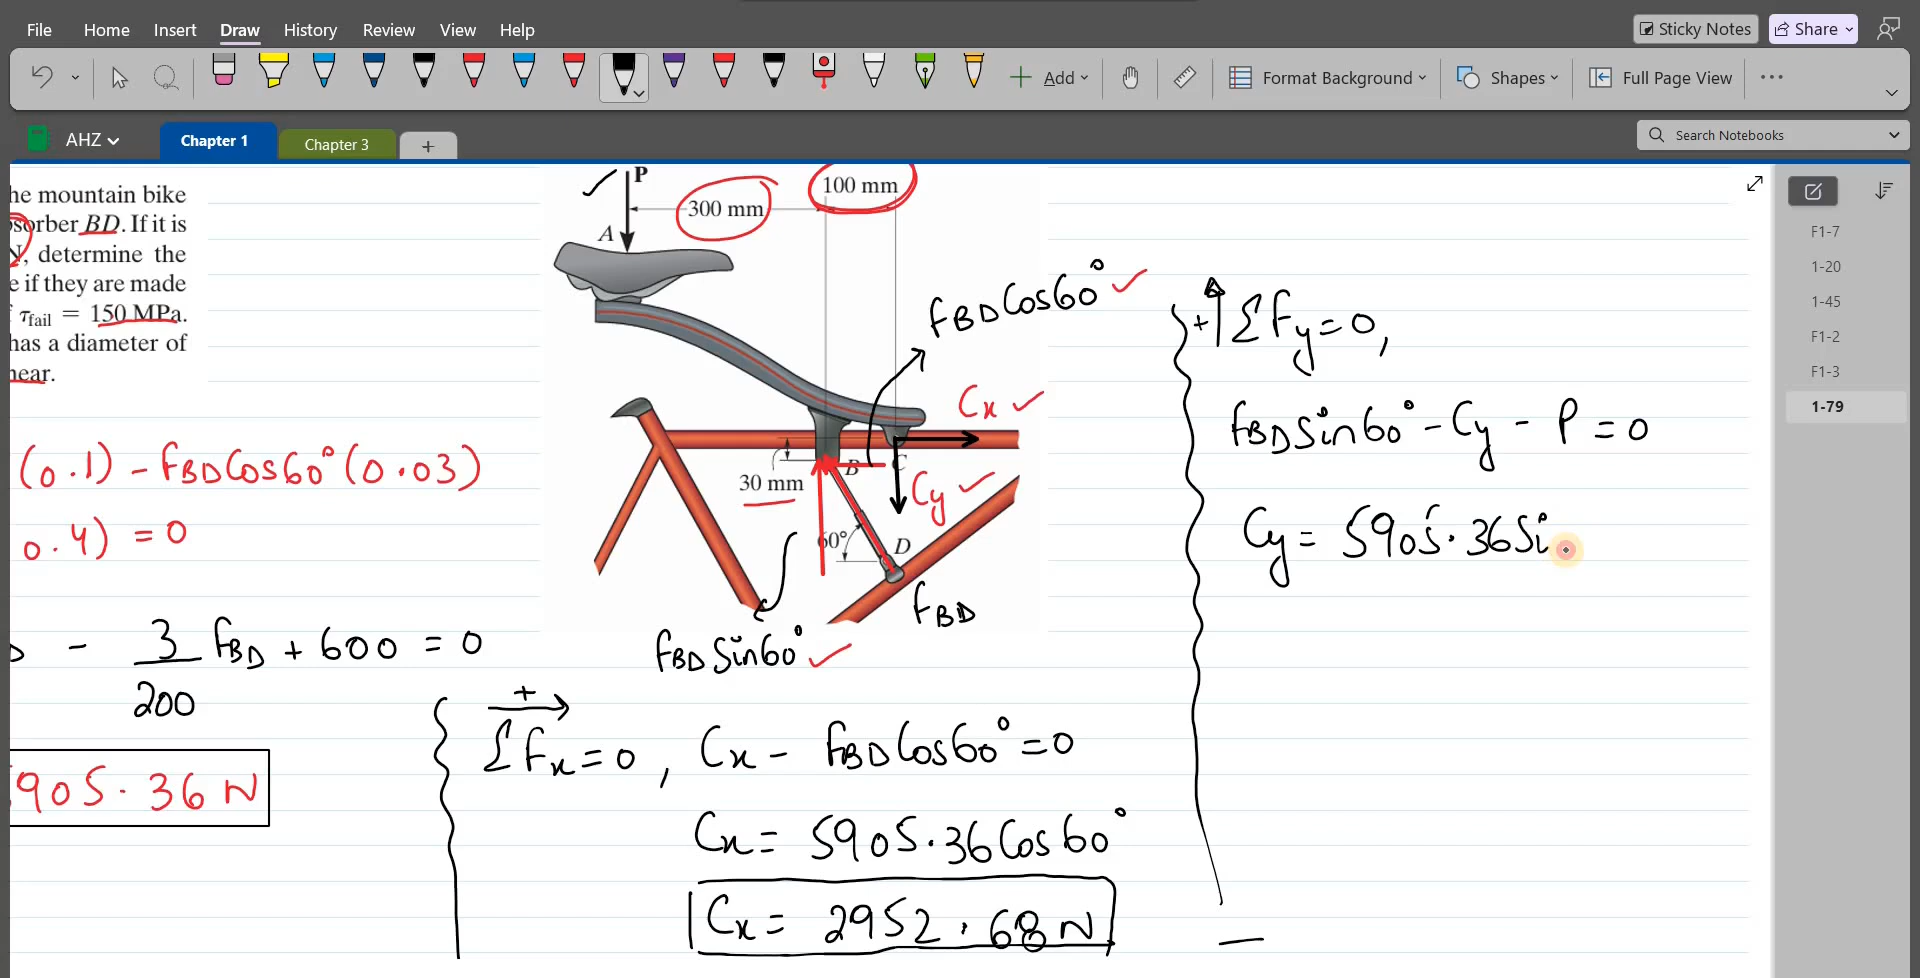 File Home Insert Draw History View Help
Sticky Notes Share
Add Format Background Shapes Full Page View
AHZ Chapter 1 Chapter 3 +
Search Notebooks
he mountain bike
sorber BD. If it is
N, determine the
e if they are made
τfail = 150 MPa.
has a diameter of
hear.
P
300 mm
100 mm
A
FBD Cos60°
Cx
B
C
30 mm
Cy
60°
D
FBD
FBD Sin60°
(0.1) - FBD Cos60° (0.03)
0.4) = 0
- 3/200 FBD + 600 = 0
5905.36 N
+
ΣFx = 0, Cx - FBD Cos60° = 0
Cx = 5905.36 Cos60°
Cx = 2952.68 N
+↑ ΣFy = 0,
FBD Sin60° - Cy - P = 0
Cy = 5905.36 Si
F1-7
1-20
1-45
F1-2
F1-3
1-79